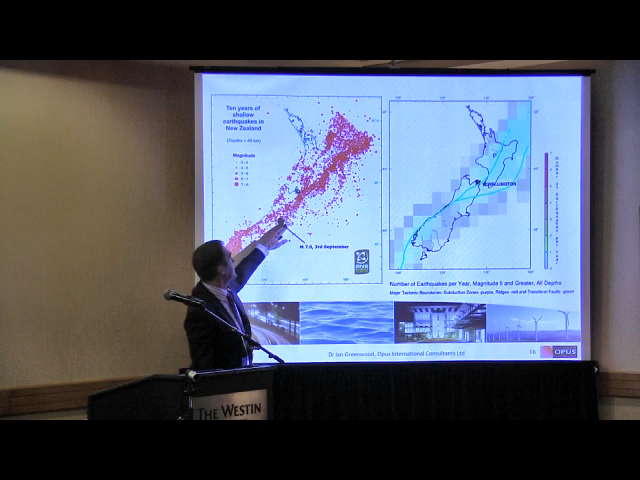 Ten years of
shallow
earthquakes in
New Zealand
(Depths < 40 km)
Magnitude
M 7.0, 3rd September
GNS
WELLINGTON
Number of Earthquakes per Year, Magnitude 5 and Greater, All Depths
Major Tectonic Boundaries: Subduction Zones -purple, Ridges -red and Transform Faults -green
Dr Ian Greenwood, Opus International Consultants Ltd
16
OPUS
THE WESTIN